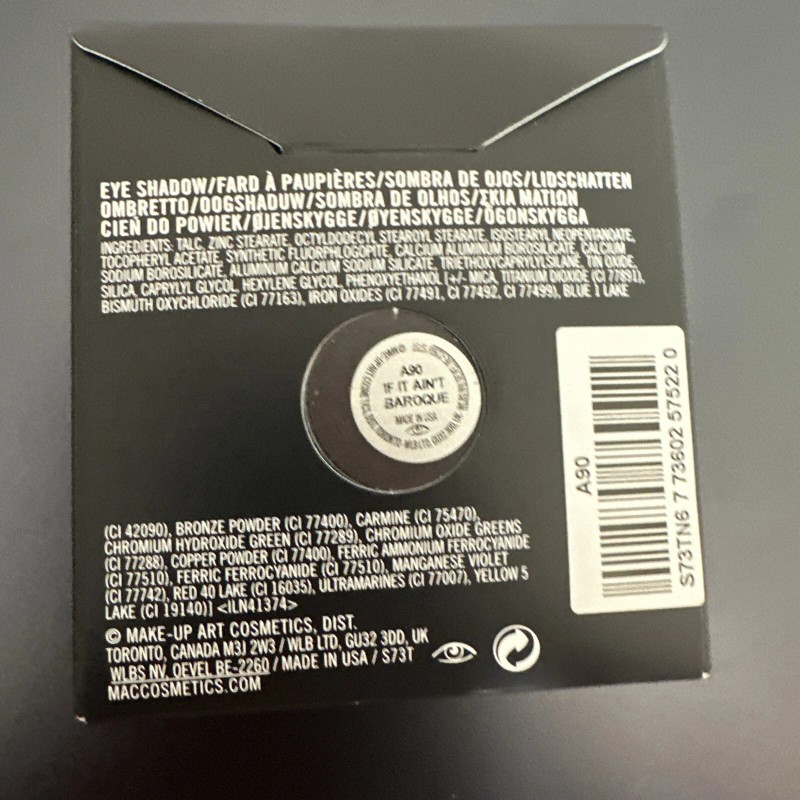 EYE SHADOW/FARD À PAUPIÈRES/SOMBRA DE OJOS/LIDSCHATTEN
OMBRETTO/OOGSHADUW/SOMBRA DE OLHOS/ΣKIA MATIΩN
CIEŃ DO POWIEK/ØJENSKYGGE/ØYENSKYGGE/ÖGONSKYGGA
INGREDIENTS: TALC, ZINC STEARATE, OCTYLDODECYL STEAROYL STEARATE, ISOSTEARYL NEOPENTANOATE,
TOCOPHERYL ACETATE, SYNTHETIC FLUORPHLOGOPITE, CALCIUM ALUMINUM BOROSILICATE, CALCIUM
SODIUM BOROSILICATE, ALUMINUM CALCIUM SODIUM SILICATE, TRIETHOXYCAPRYLYLSILANE, TIN OXIDE,
SILICA, CAPRYLYL GLYCOL, HEXYLENE GLYCOL, PHENOXYETHANOL [+/- MICA, TITANIUM DIOXIDE (CI 77891),
BISMUTH OXYCHLORIDE (CI 77163), IRON OXIDES (CI 77491, CI 77492, CI 77499), BLUE 1 LAKE
A90
IF IT AIN'T
BAROQUE
MADE IN USA
A90
S73TN6 7 73602 57522 0
(CI 42090), BRONZE POWDER (CI 77400), CARMINE (CI 75470),
CHROMIUM HYDROXIDE GREEN (CI 77289), CHROMIUM OXIDE GREENS
(CI 77288), COPPER POWDER (CI 77400), FERRIC AMMONIUM FERROCYANIDE
(CI 77510), FERRIC FERROCYANIDE (CI 77510), MANGANESE VIOLET
(CI 77742), RED 40 LAKE (CI 16035), ULTRAMARINES (CI 77007), YELLOW 5
LAKE (CI 19140)] <ILN41374>
© MAKE-UP ART COSMETICS, DIST.
TORONTO, CANADA M3J 2W3 / WLB LTD, GU32 3DD, UK
WLBS NV, OEVEL BE-2260 / MADE IN USA / S73T
MACCOSMETICS.COM